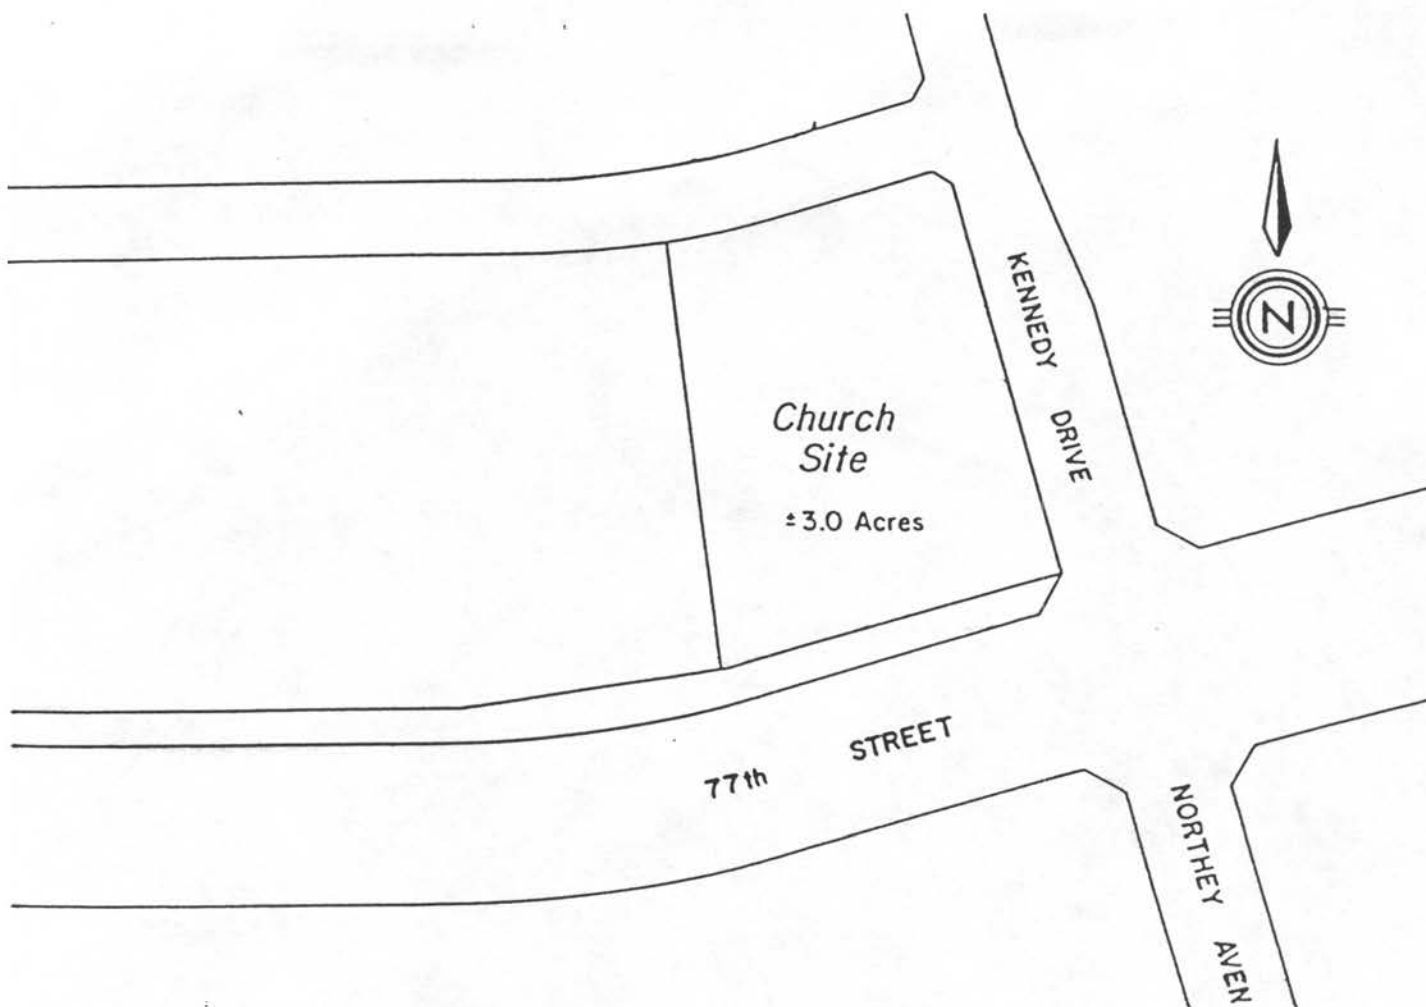 KENNEDY DRIVE
Church
Site
±3.0 Acres
77th STREET
NORTHEY AVEN
N